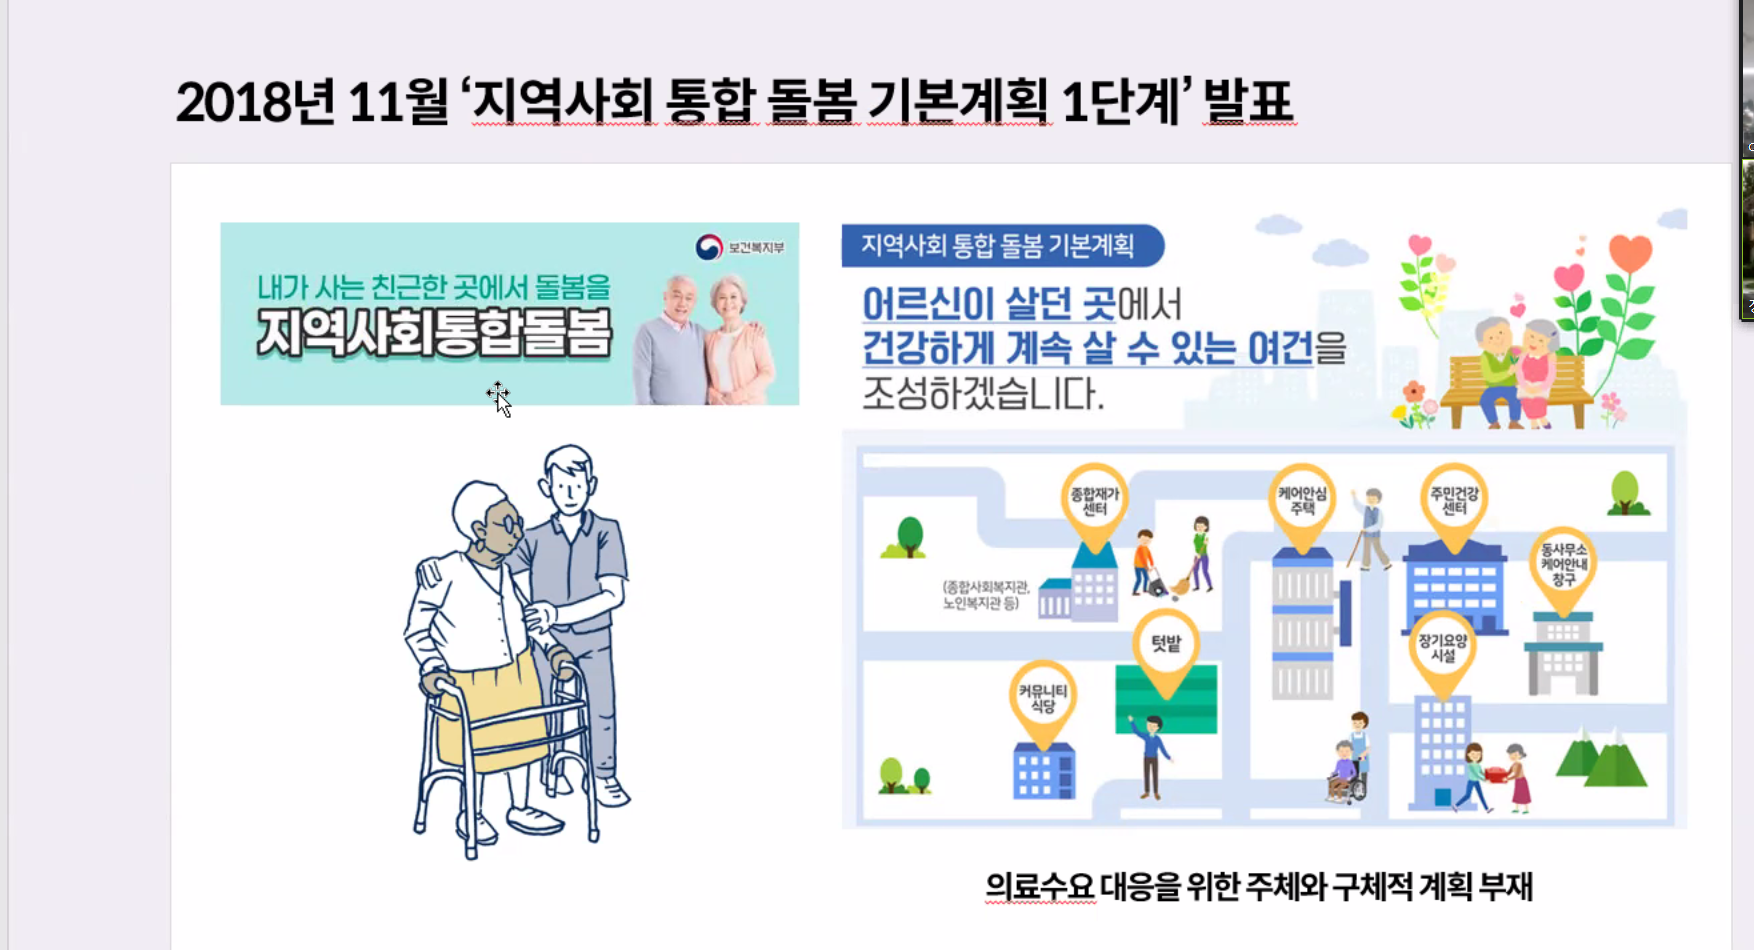 2018년 11월 ‘지역사회 통합 돌봄 기본계획 1단계’ 발표
보건복지부
내가 사는 친근한 곳에서 돌봄을
지역사회통합돌봄
지역사회 통합 돌봄 기본계획
어르신이 살던 곳에서
건강하게 계속 살 수 있는 여건을
조성하겠습니다.
종합재가
센터
케어안심
주택
주민건강
센터
동사무소
케어안내
창구
(종합사회복지관,
노인복지관 등)
텃밭
장기요양
시설
커뮤니티
식당
의료수요 대응을 위한 주체와 구체적 계획 부재